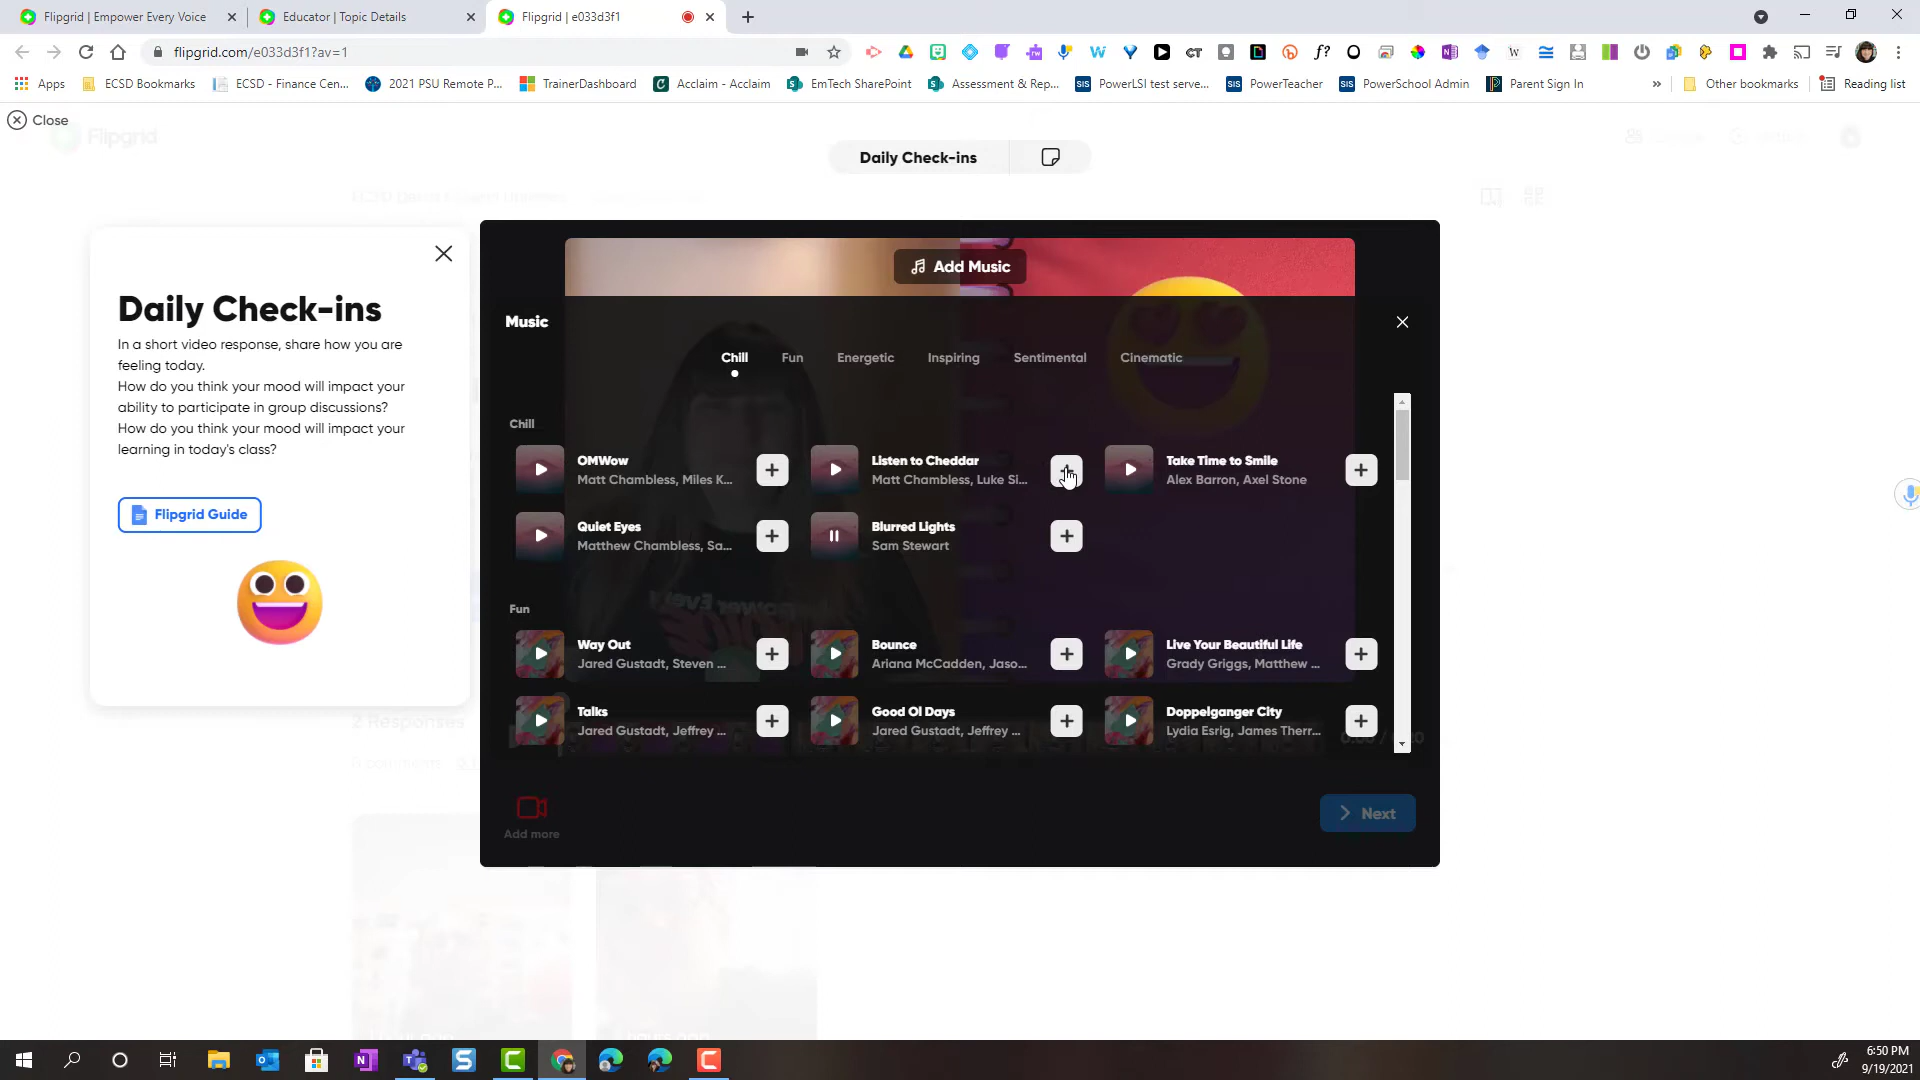 Flipgrid | Empower Every Voice
Educator | Topic Details
Flipgrid | e033d3f1
flipgrid.com/e033d3f1?av=1
Apps
ECSD Bookmarks
ECSD - Finance Cen...
2021 PSU Remote P...
TrainerDashboard
Acclaim - Acclaim
EmTech SharePoint
Assessment & Rep...
PowerLSI test serve...
PowerTeacher
PowerSchool Admin
Parent Sign In
»
Other bookmarks
Reading list
Close
Flipgrid
Daily Check-ins
Daily Check-ins
In a short video response, share how you are
feeling today.
How do you think your mood will impact your
ability to participate in group discussions?
How do you think your mood will impact your
learning in today's class?
Flipgrid Guide
Add Music
Music
Chill
Fun
Energetic
Inspiring
Sentimental
Cinematic
Chill
OMWow
Matt Chambless, Miles K...
Listen to Cheddar
Matt Chambless, Luke Si...
Take Time to Smile
Alex Barron, Axel Stone
Quiet Eyes
Matthew Chambless, Sa...
Blurred Lights
Sam Stewart
Fun
Way Out
Jared Gustadt, Steven ...
Bounce
Ariana McCadden, Jaso...
Live Your Beautiful Life
Grady Griggs, Matthew ...
Talks
Jared Gustadt, Jeffrey ...
Good Ol Days
Jared Gustadt, Jeffrey ...
Doppelganger City
Lydia Esrig, James Therr...
2 Responses
Add more
Next
6:50 PM
9/19/2021